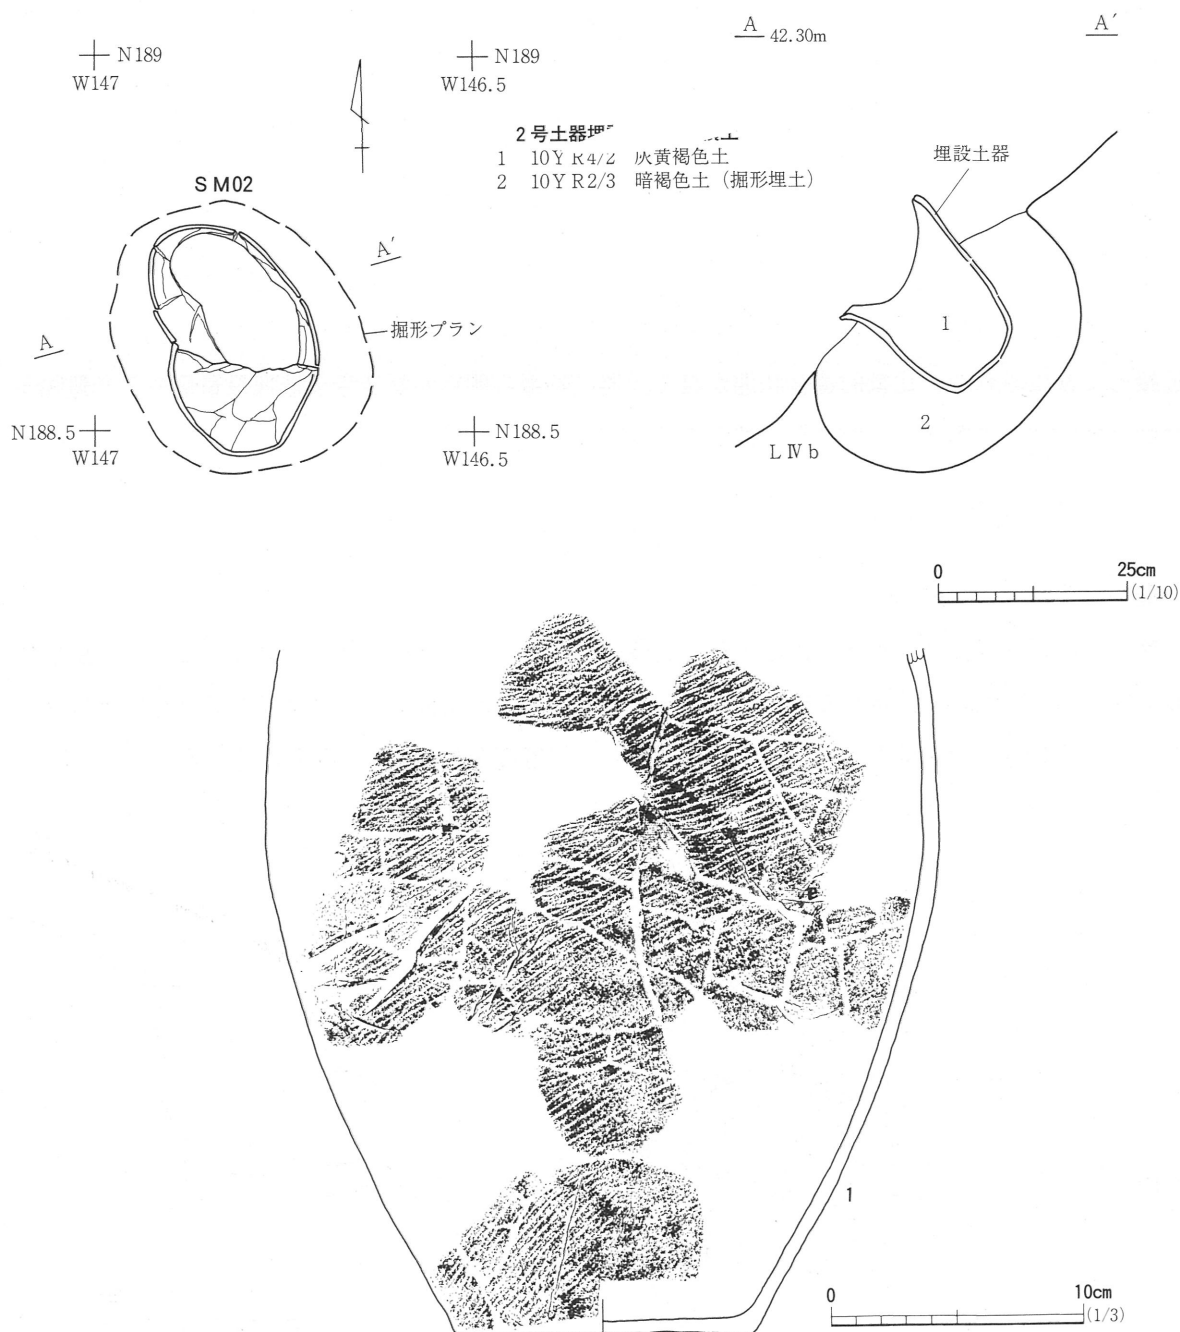 N189
W147
N189
W146.5
A 42.30m A′
2号土器埋
1 10YR4/2 灰黄褐色土
2 10YR2/3 暗褐色土(掘形埋土)
埋設土器
SM02
A′
掘形プラン
A
1
2
N188.5
W147
N188.5
W146.5
LⅣb
0 25cm
(1/10)
1
0 10cm
(1/3)